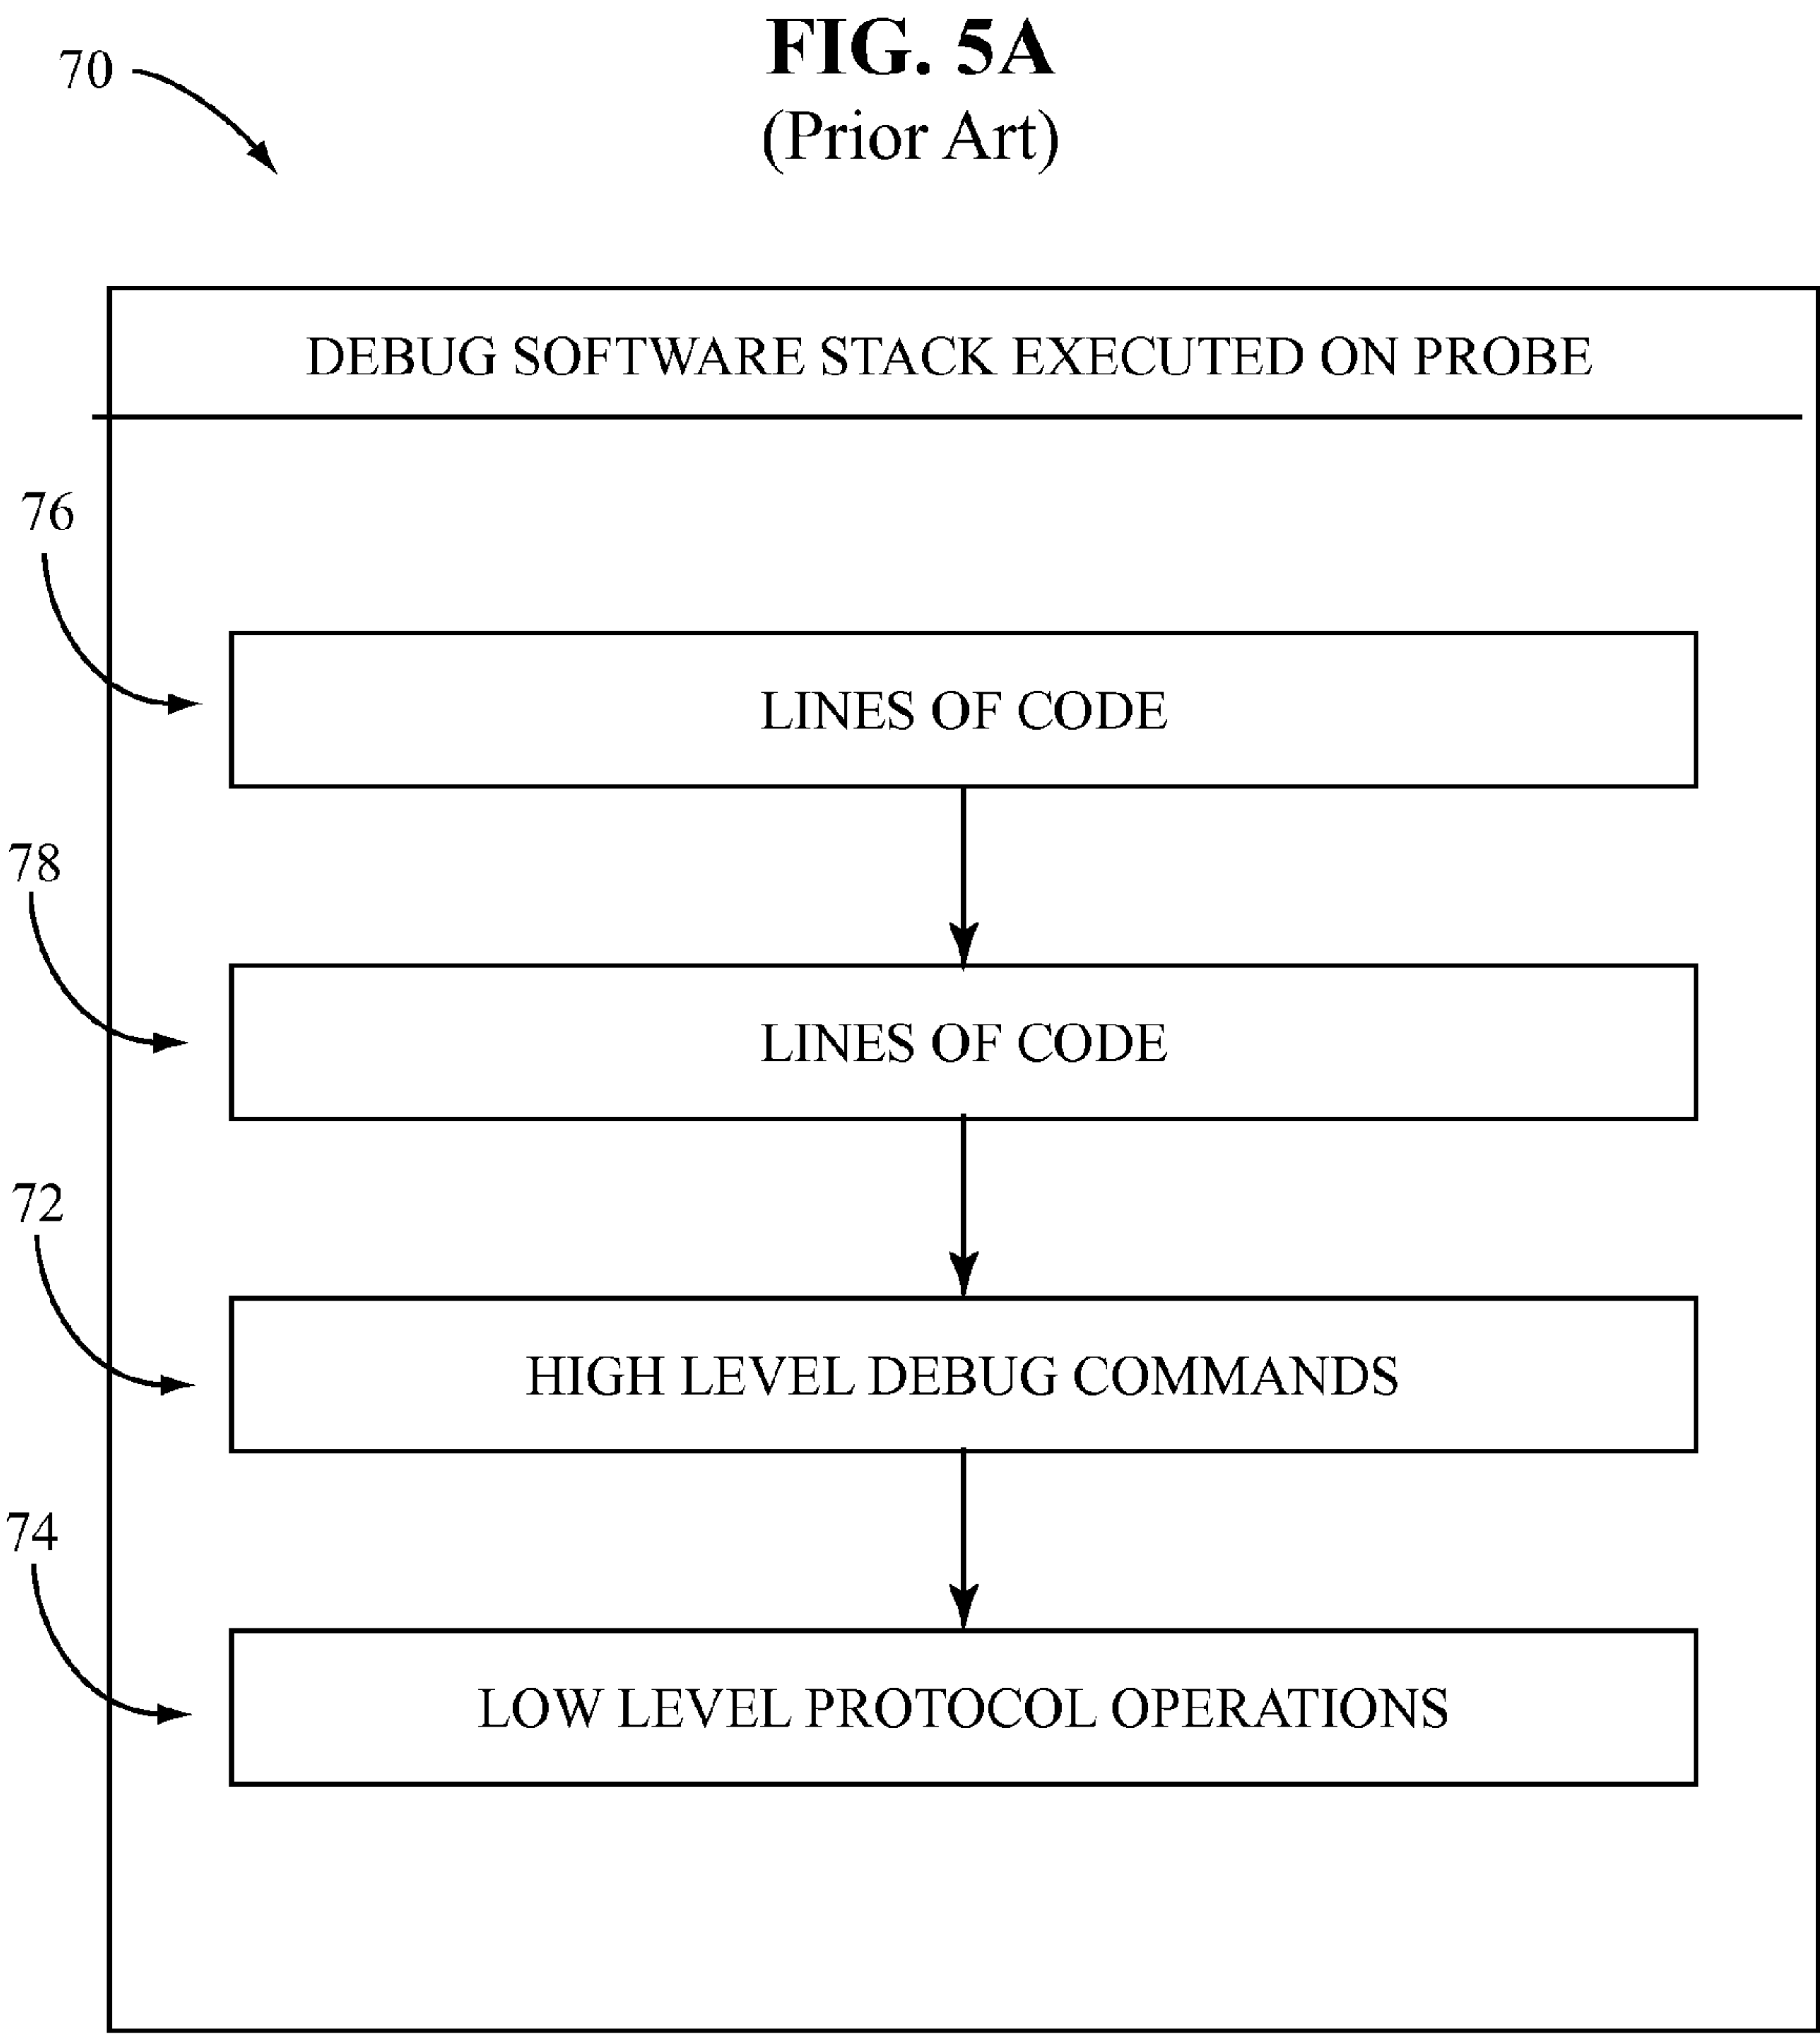 FIG. 5A
(Prior Art)
70
DEBUG SOFTWARE STACK EXECUTED ON PROBE
76
LINES OF CODE
78
LINES OF CODE
72
HIGH LEVEL DEBUG COMMANDS
74
LOW LEVEL PROTOCOL OPERATIONS